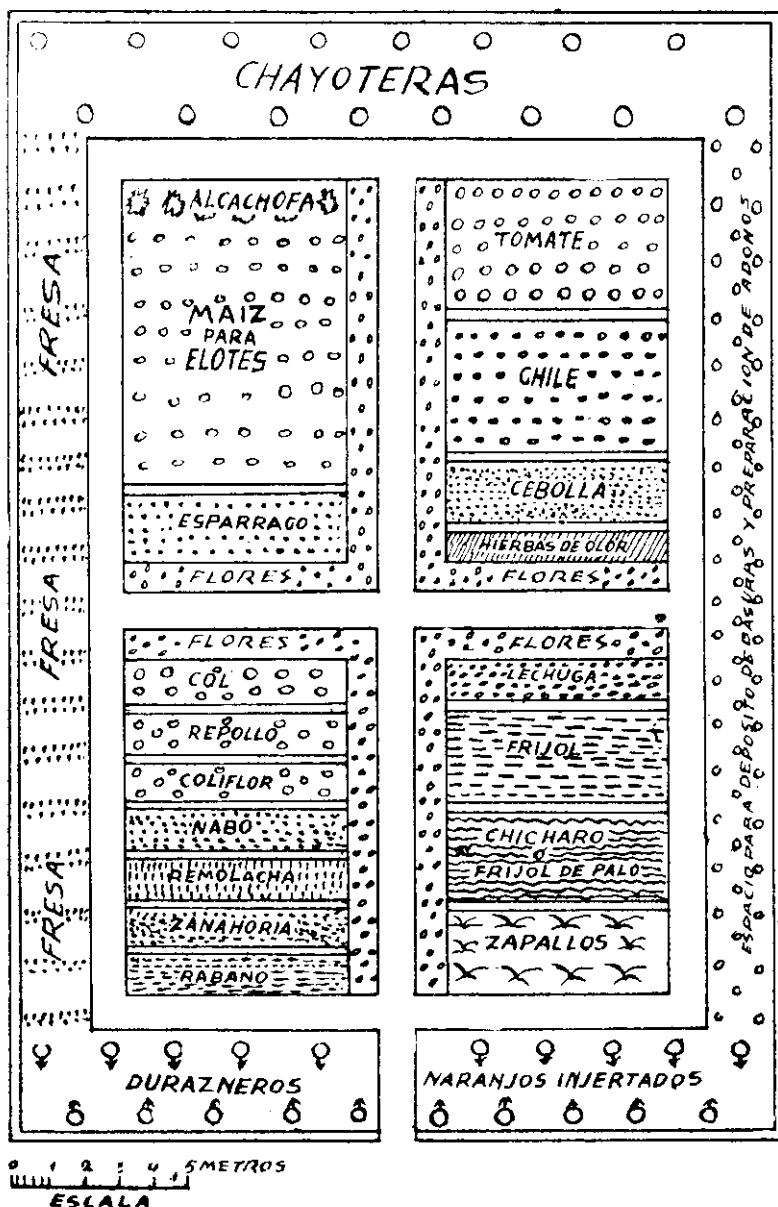 CHAYOTERAS
FRESA
FRESA
FRESA
ALCACHOFA
MAIZ
PARA
ELOTES
ESPARRAGO
FLORES
TOMATE
CHILE
CEBOLLA
HIERBAS DE OLOR
FLORES
FLORES
COL
REPOLLO
COLIFLOR
NABO
REMOLACHA
ZANAHORIA
RABANO
FLORES
LECHUGA
FRIJOL
CHICHARO
O
FRIJOL DE PALO
ZAPALLOS
ESPACIO PARA DEPOSITO DE BASURAS Y PREPARACION DE ABONOS
DURAZNEROS
NARANJOS INJERTADOS
0 1 2 3 4 5 METROS
ESCALA